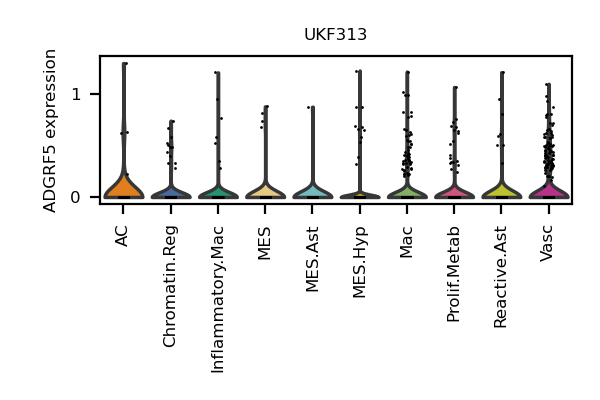 UKF313
ADGRF5 expression
1
0
AC
Chromatin.Reg
Inflammatory.Mac
MES
MES.Ast
MES.Hyp
Mac
Prolif.Metab
Reactive.Ast
Vasc